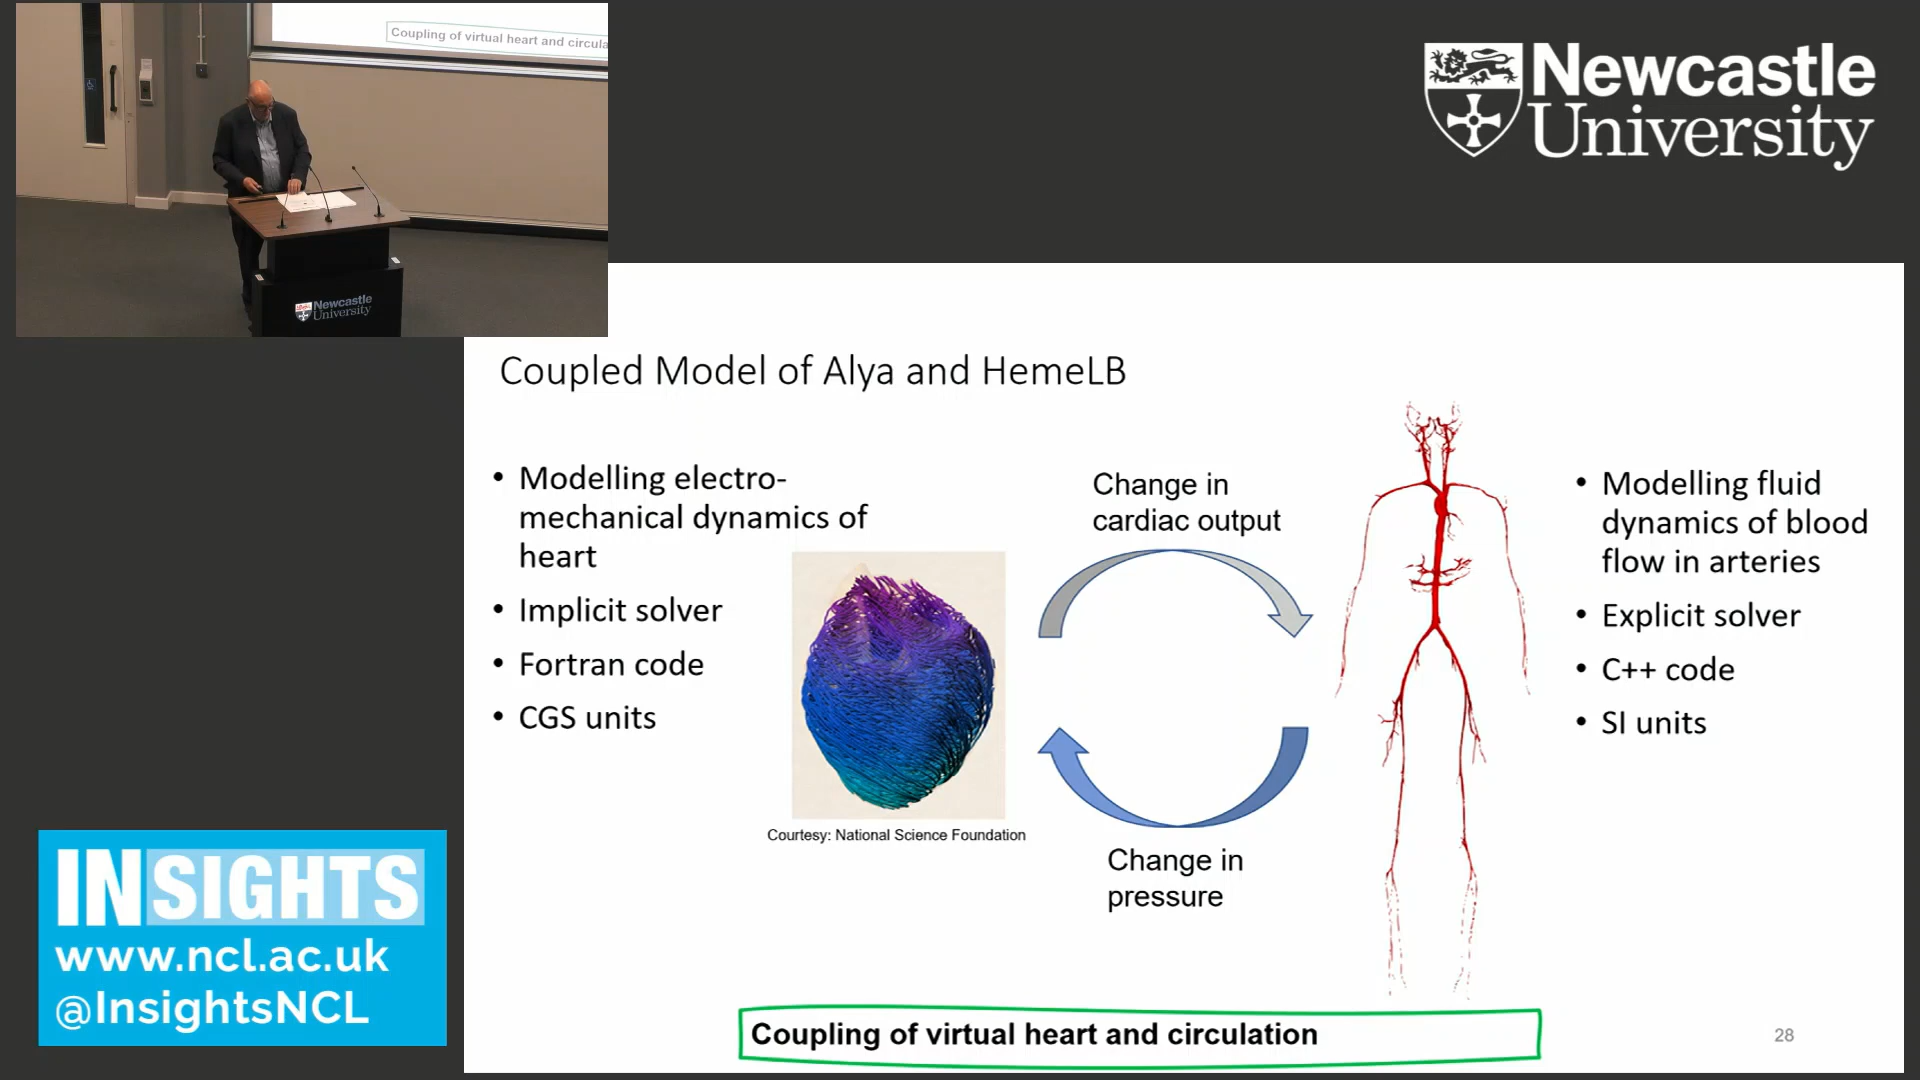 Coupling of virtual heart and circula
Newcastle
University
Newcastle
University
Coupled Model of Alya and HemeLB
• Modelling electro-
mechanical dynamics of
heart
• Implicit solver
• Fortran code
• CGS units
Courtesy: National Science Foundation
Change in
cardiac output
Change in
pressure
• Modelling fluid
dynamics of blood
flow in arteries
• Explicit solver
• C++ code
• SI units
Coupling of virtual heart and circulation
28
INSIGHTS
www.ncl.ac.uk
@InsightsNCL